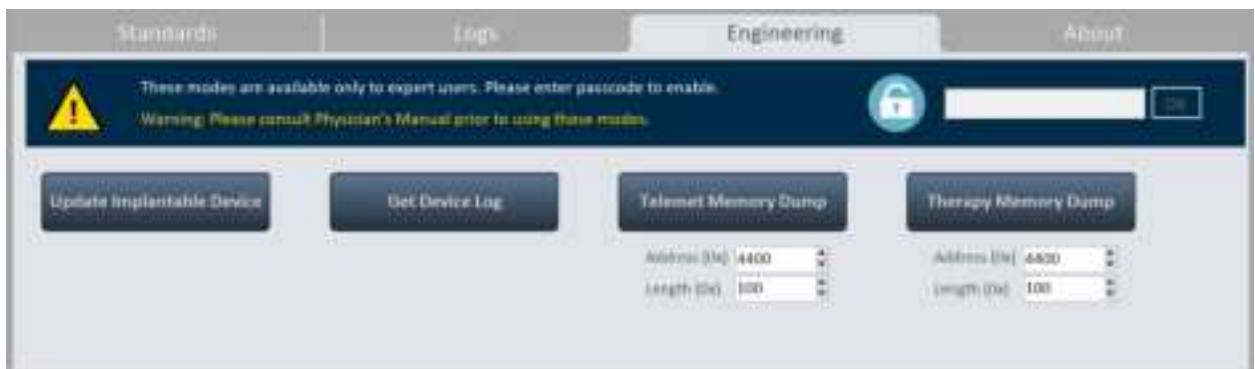 Standards
Logs
Engineering
About
These modes are available only to expert users. Please enter passcode to enable.
Warning: Please consult Physician's Manual prior to using these modes.
OK
Update Implantable Device
Get Device Log
Telemet Memory Dump
Therapy Memory Dump
Address (0x) 4400
Address (0x) 4400
Length (0x) 100
Length (0x) 100